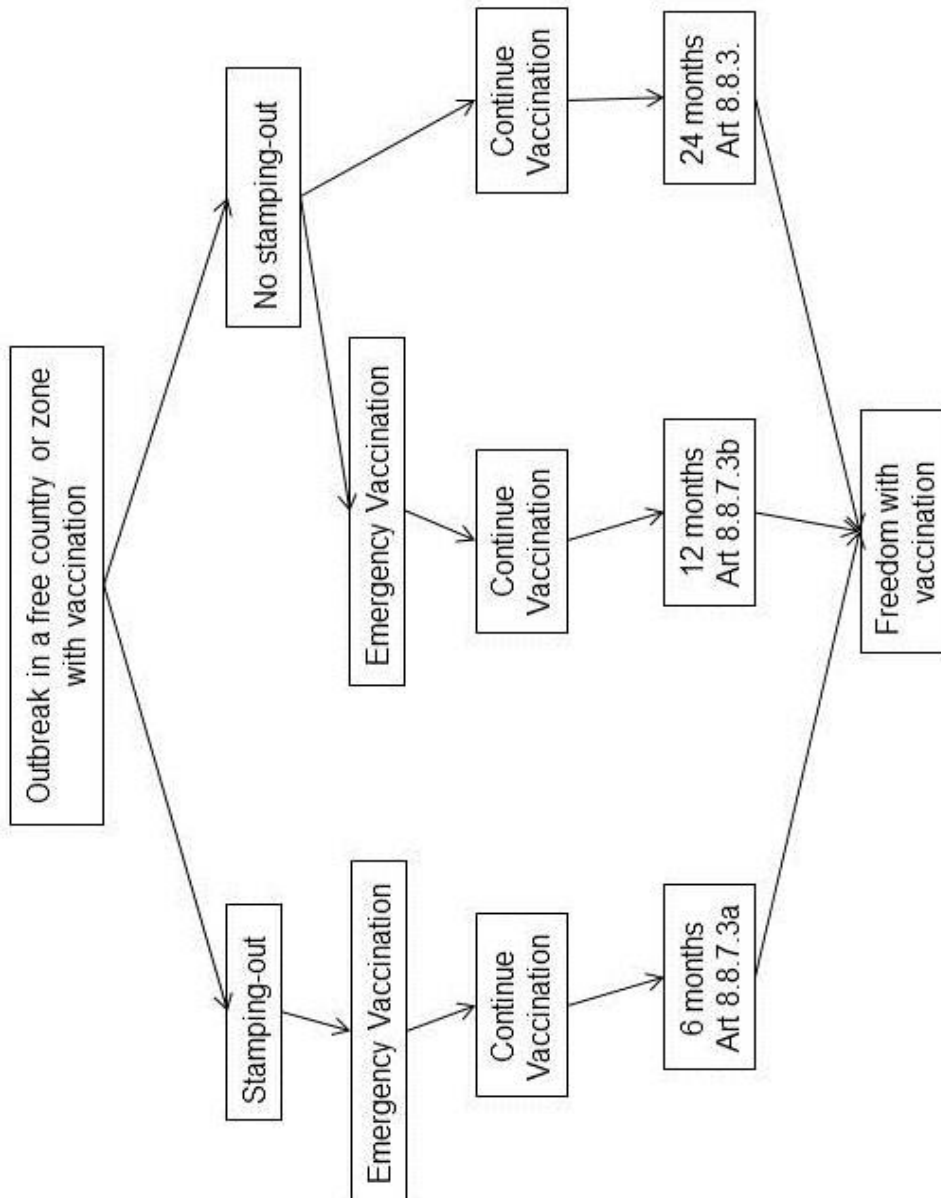 Outbreak in a free country or zone
with vaccination
Stamping-out
No stamping-out
Emergency Vaccination
Emergency Vaccination
Continue
Vaccination
Continue
Vaccination
Continue
Vaccination
6 months
Art 8.8.7.3a
12 months
Art 8.8.7.3b
24 months
Art 8.8.3.
Freedom with
vaccination